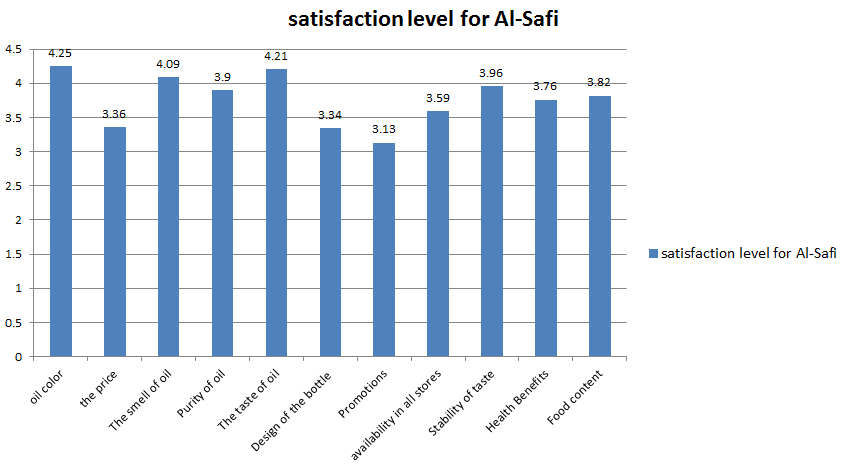 satisfaction level for Al-Safi
4.5
4
3.5
3
2.5
2
1.5
1
0.5
0
4.25
3.36
4.09
3.9
4.21
3.34
3.13
3.59
3.96
3.76
3.82
oil color
the price
The smell of oil
Purity of oil
The taste of oil
Design of the bottle
Promotions
availability in all stores
Stability of taste
Health Benefits
Food content
satisfaction level for Al-Safi